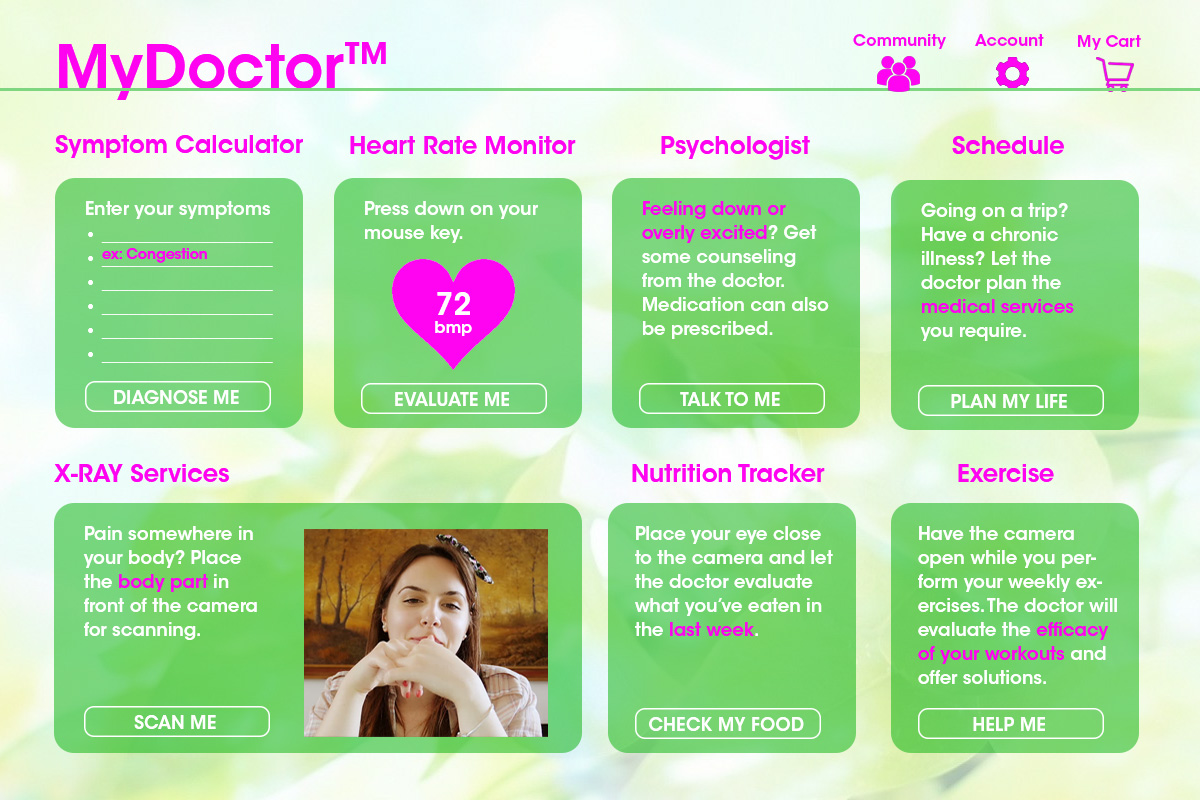 MyDoctor™
Community
Account
My Cart
Symptom Calculator
Enter your symptoms
ex: Congestion
DIAGNOSE ME
Heart Rate Monitor
Press down on your
mouse key.
72
bmp
EVALUATE ME
Psychologist
Feeling down or
overly excited? Get
some counseling
from the doctor.
Medication can also
be prescribed.
TALK TO ME
Schedule
Going on a trip?
Have a chronic
illness? Let the
doctor plan the
medical services
you require.
PLAN MY LIFE
X-RAY Services
Pain somewhere in
your body? Place
the body part in
front of the camera
for scanning.
SCAN ME
Nutrition Tracker
Place your eye close
to the camera and let
the doctor evaluate
what you’ve eaten in
the last week.
CHECK MY FOOD
Exercise
Have the camera
open while you per-
form your weekly ex-
ercises. The doctor will
evaluate the efficacy
of your workouts and
offer solutions.
HELP ME